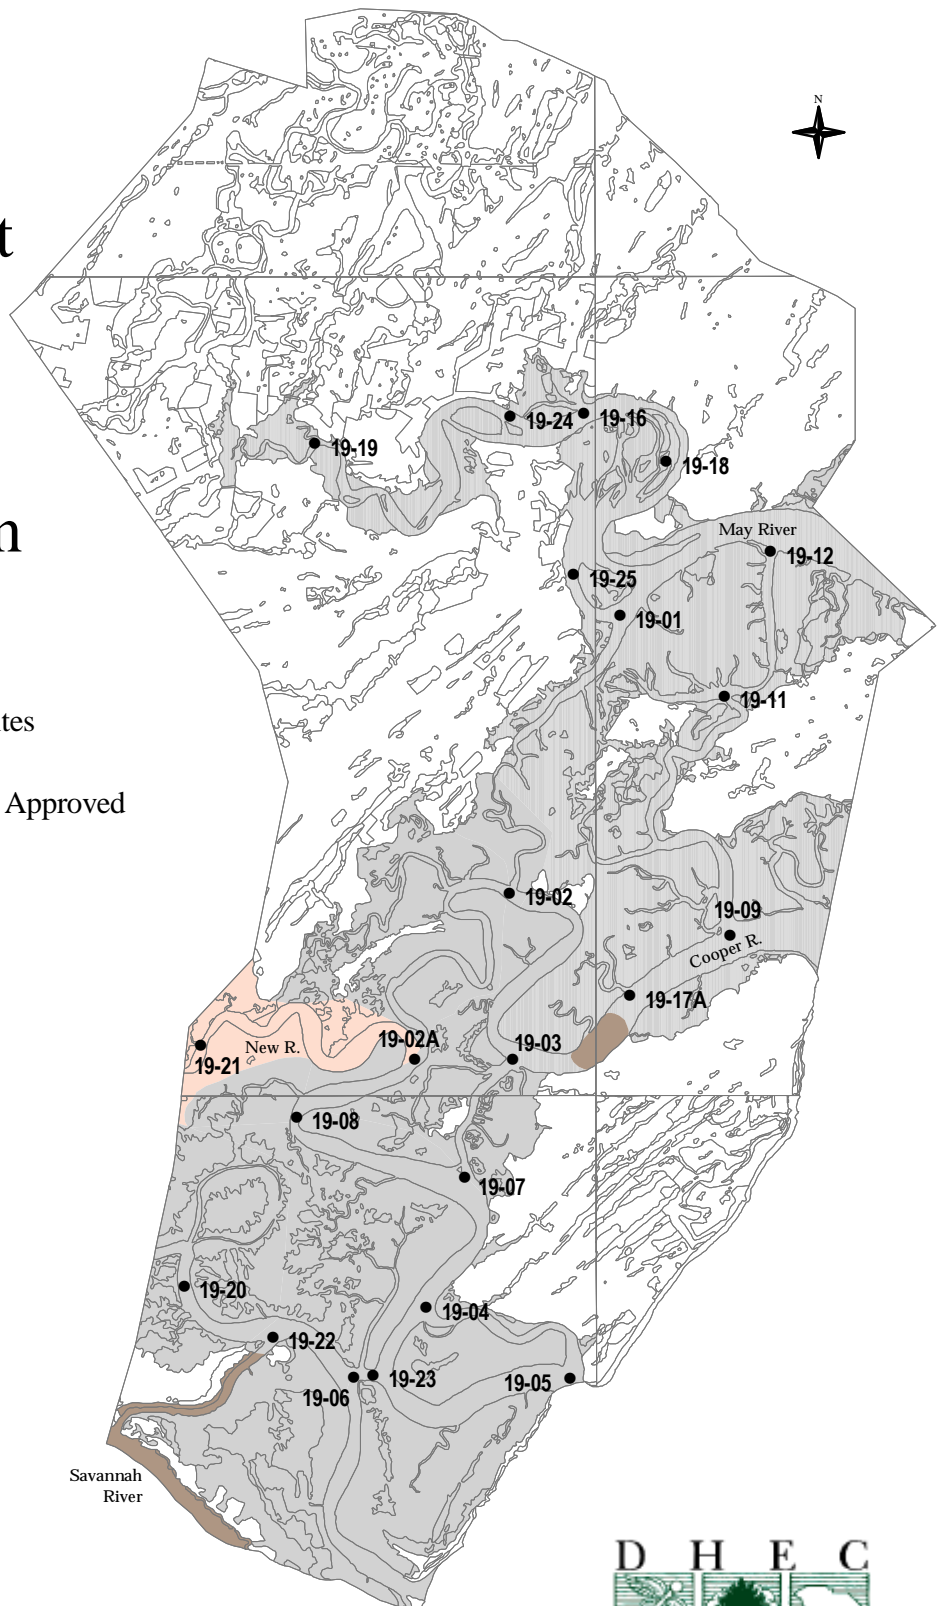 N
t
19-24
19-16
19-19
19-18
n
May River
19-12
19-25
19-01
19-11
tes
Approved
19-02
19-09
Cooper R.
19-17A
New R.
19-02A
19-03
19-21
19-08
19-07
19-20
19-04
19-22
19-23
19-05
19-06
Savannah
River
D H E C